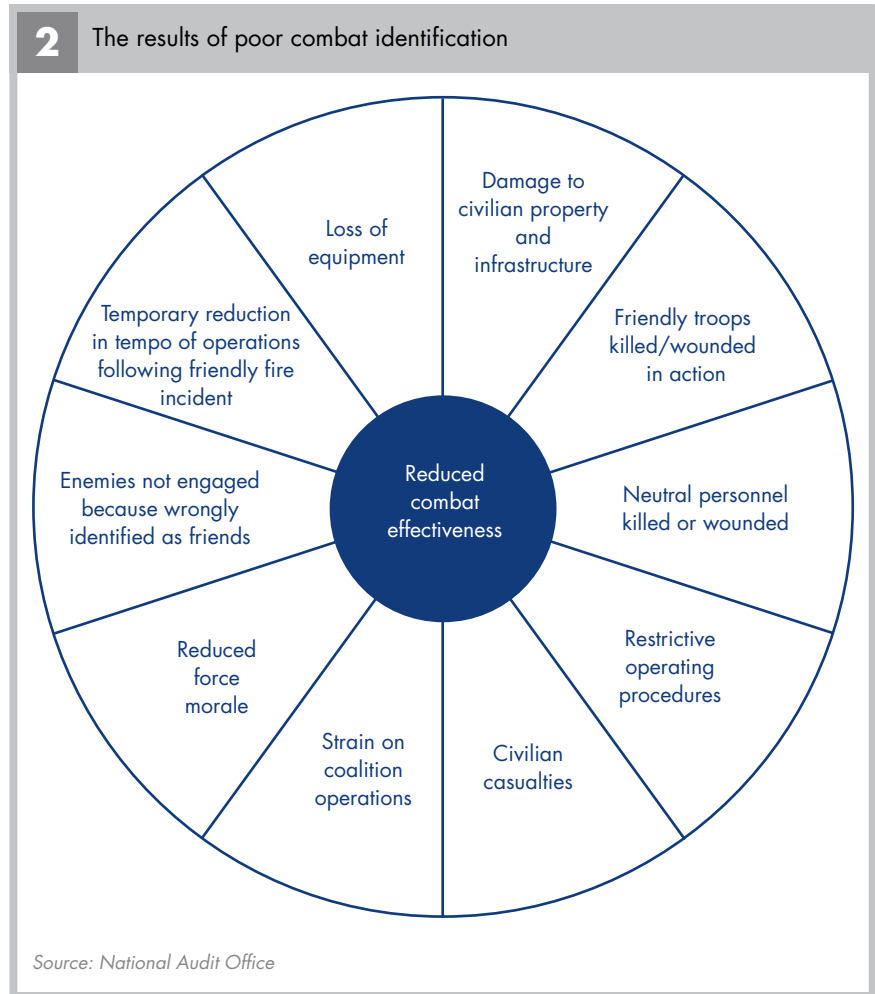 2
The results of poor combat identification
Damage to
civilian property
and
infrastructure
Friendly troops
killed/wounded
in action
Neutral personnel
killed or wounded
Restrictive
operating
procedures
Civilian
casualties
Strain on
coalition
operations
Reduced
force
morale
Enemies not engaged
because wrongly
identified as friends
Temporary reduction
in tempo of operations
following friendly fire
incident
Loss of
equipment
Reduced
combat
effectiveness
Source: National Audit Office